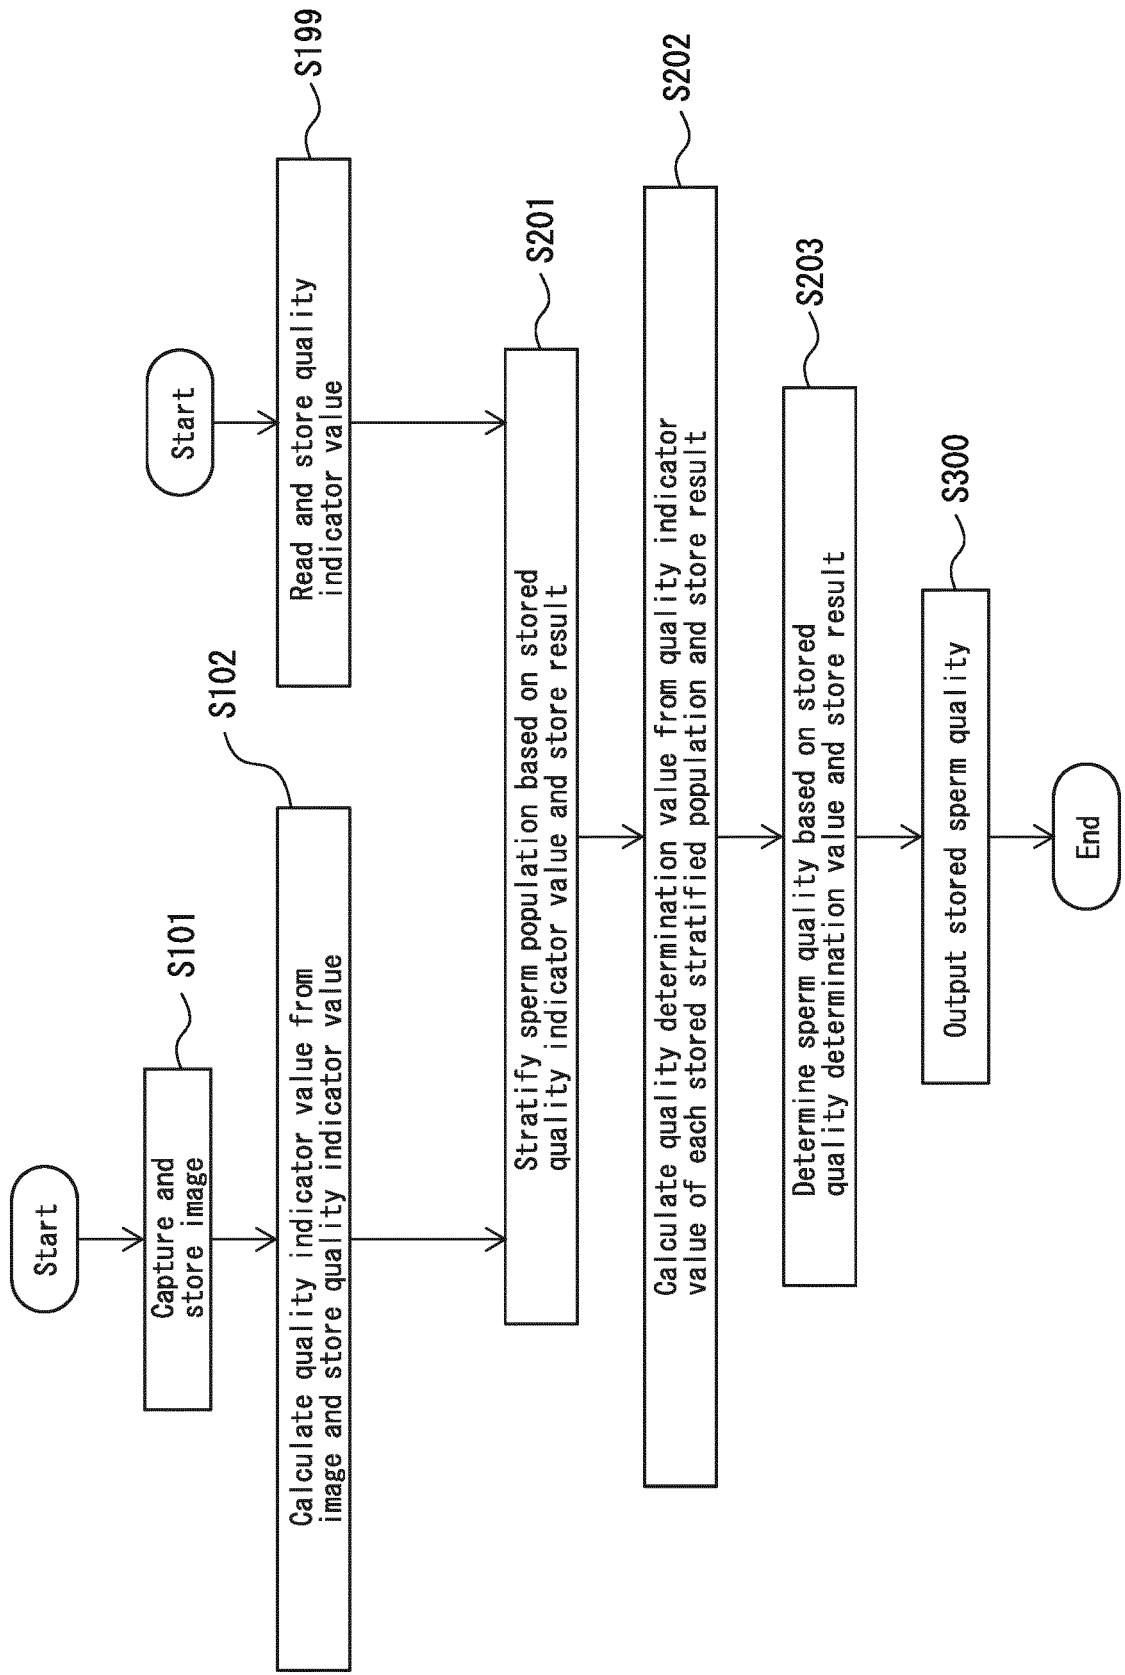 Start
Capture and
store image
S101
Calculate quality indicator value from
image and store quality indicator value
S102
Start
Read and store quality
indicator value
S199
Stratify sperm population based on stored
quality indicator value and store result
S201
Calculate quality determination value from quality indicator
value of each stored stratified population and store result
S202
Determine sperm quality based on stored
quality determination value and store result
S203
Output stored sperm quality
S300
End